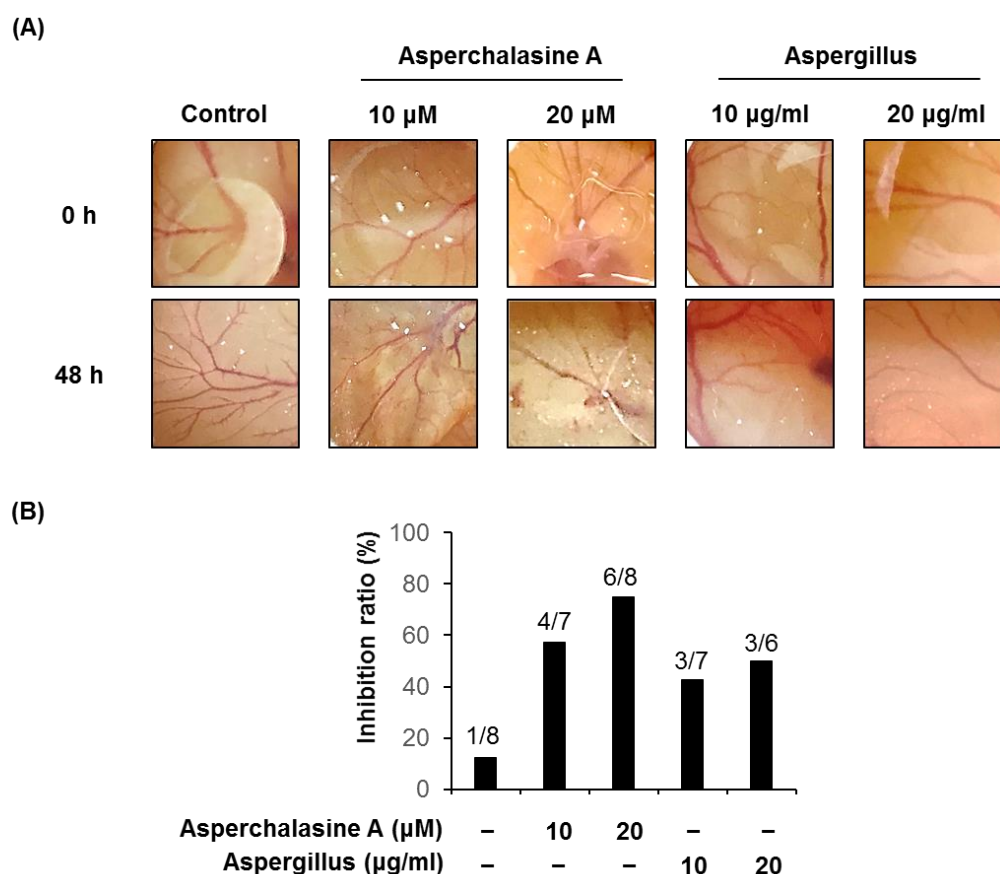 (A)
Asperchalasine A Aspergillus
Control 10 μM 20 μM 10 μg/ml 20 μg/ml
0 h
48 h
(B)
Inhibition ratio (%)
100
80
60
40
20
0
1/8 4/7 6/8 3/7 3/6
Asperchalasine A (μM) – 10 20 – –
Aspergillus (μg/ml) – – – 10 20